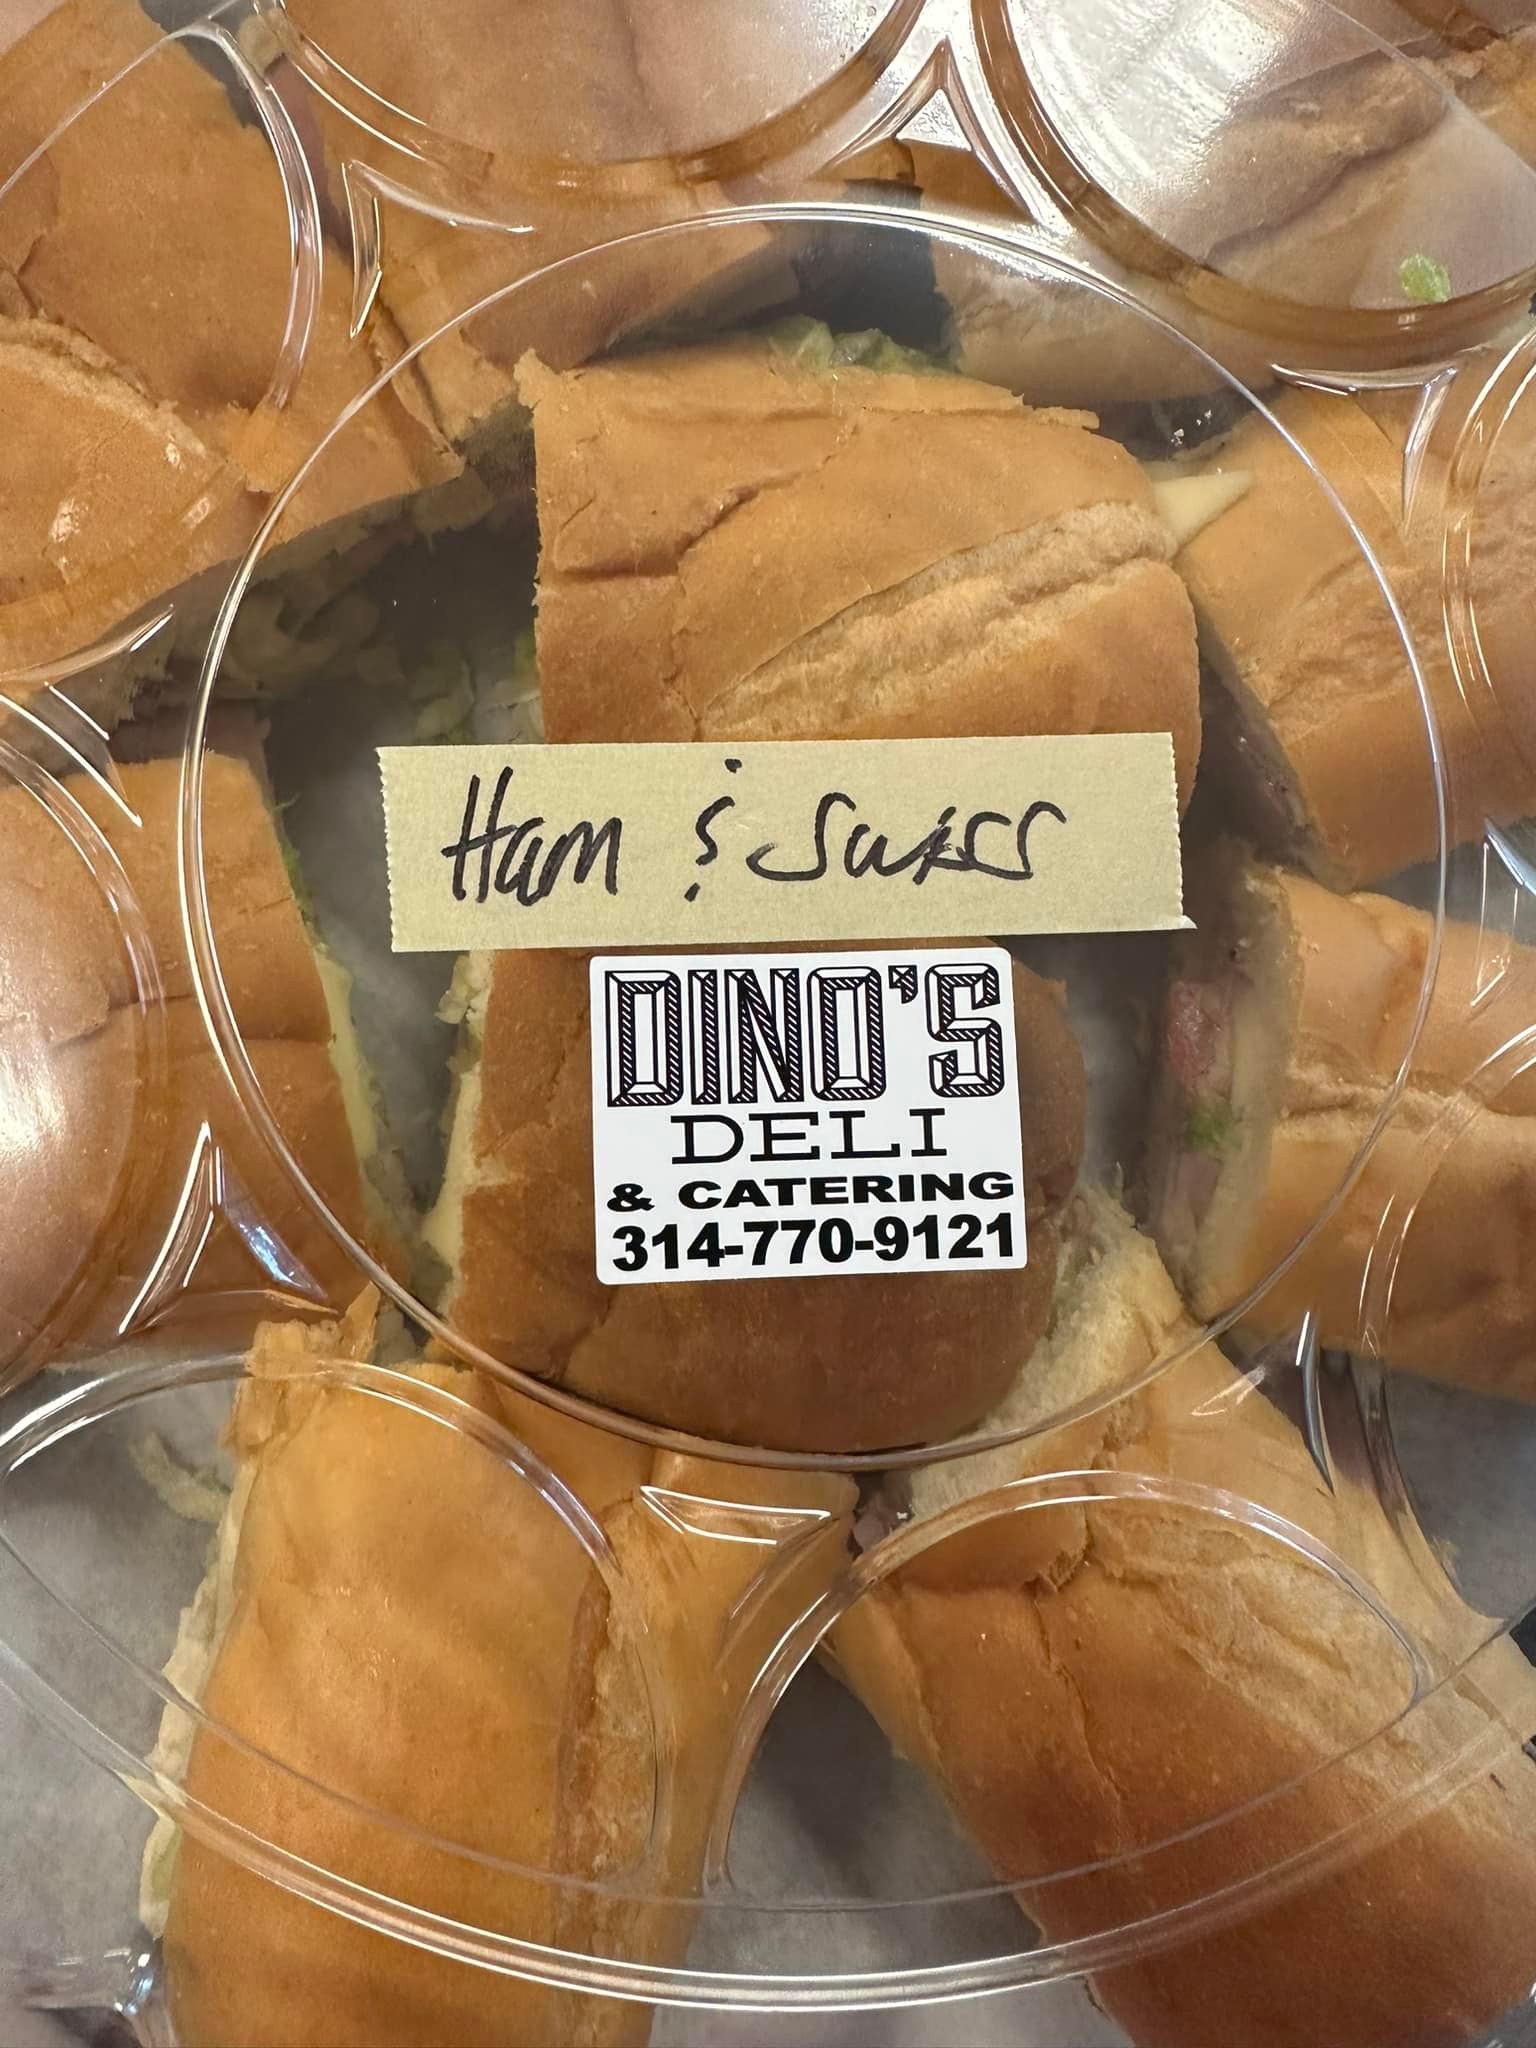 Ham & Swiss
DINO'S
DELI
& CATERING
314-770-9121